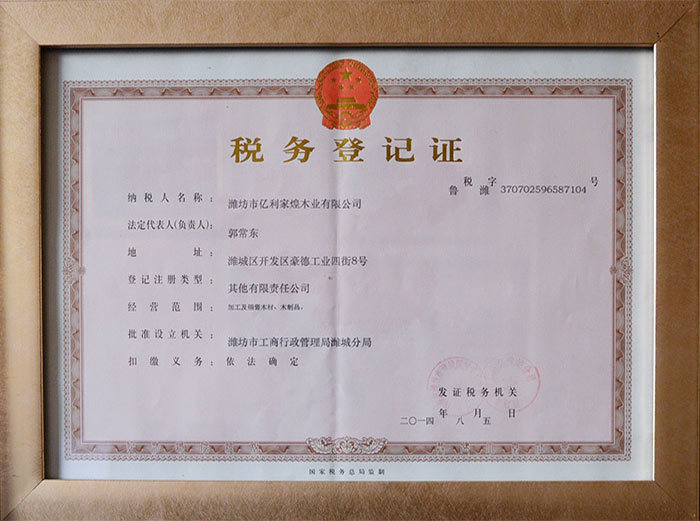 税务登记证
税 字 号
鲁 潍 370702596587104
纳税人名称： 潍坊市亿利家煌木业有限公司
法定代表人(负责人)： 郭常东
地址： 潍城区开发区豪德工业四街8号
登记注册类型： 其他有限责任公司
经营范围： 加工及销售木材、木制品。
批准设立机关： 潍坊市工商行政管理局潍城分局
扣缴义务： 依法确定
发证税务机关
年 月 日
二〇一四 八 五
国家税务总局监制